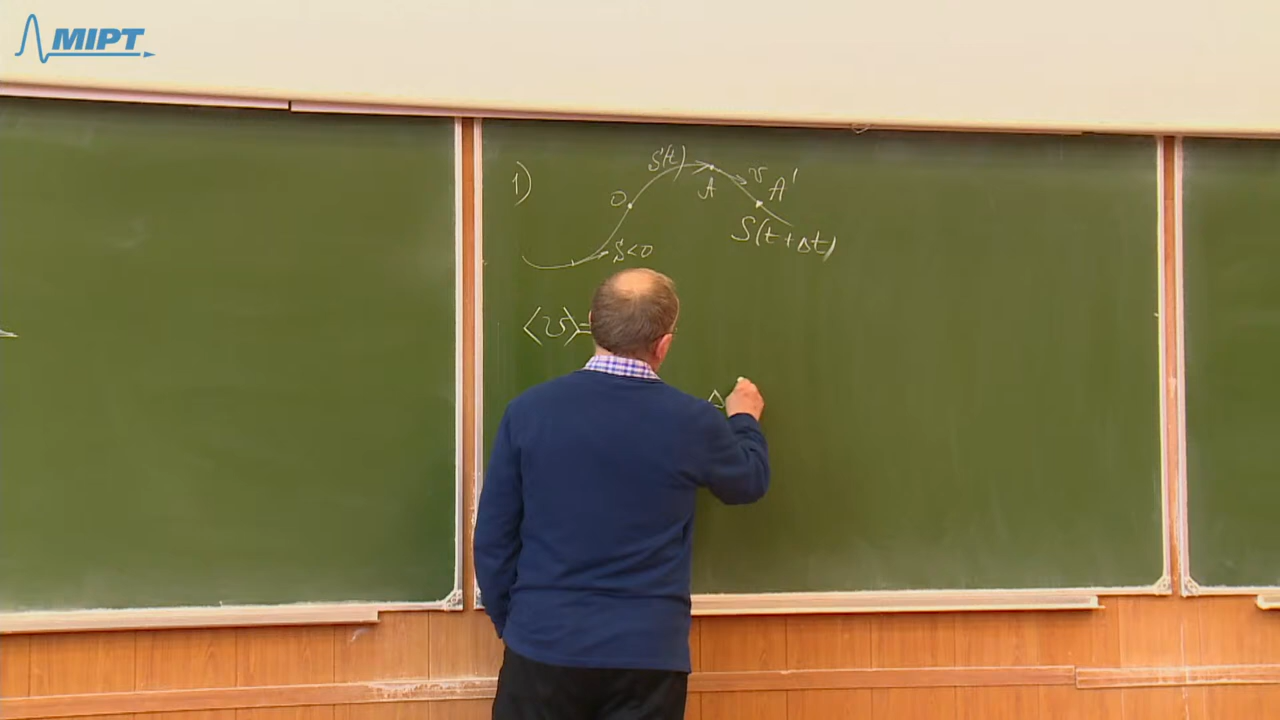 MIPT
1)
S(t)
O
A
v
A'
S(t + Δt)
S<0
⟨v⟩=
Δ